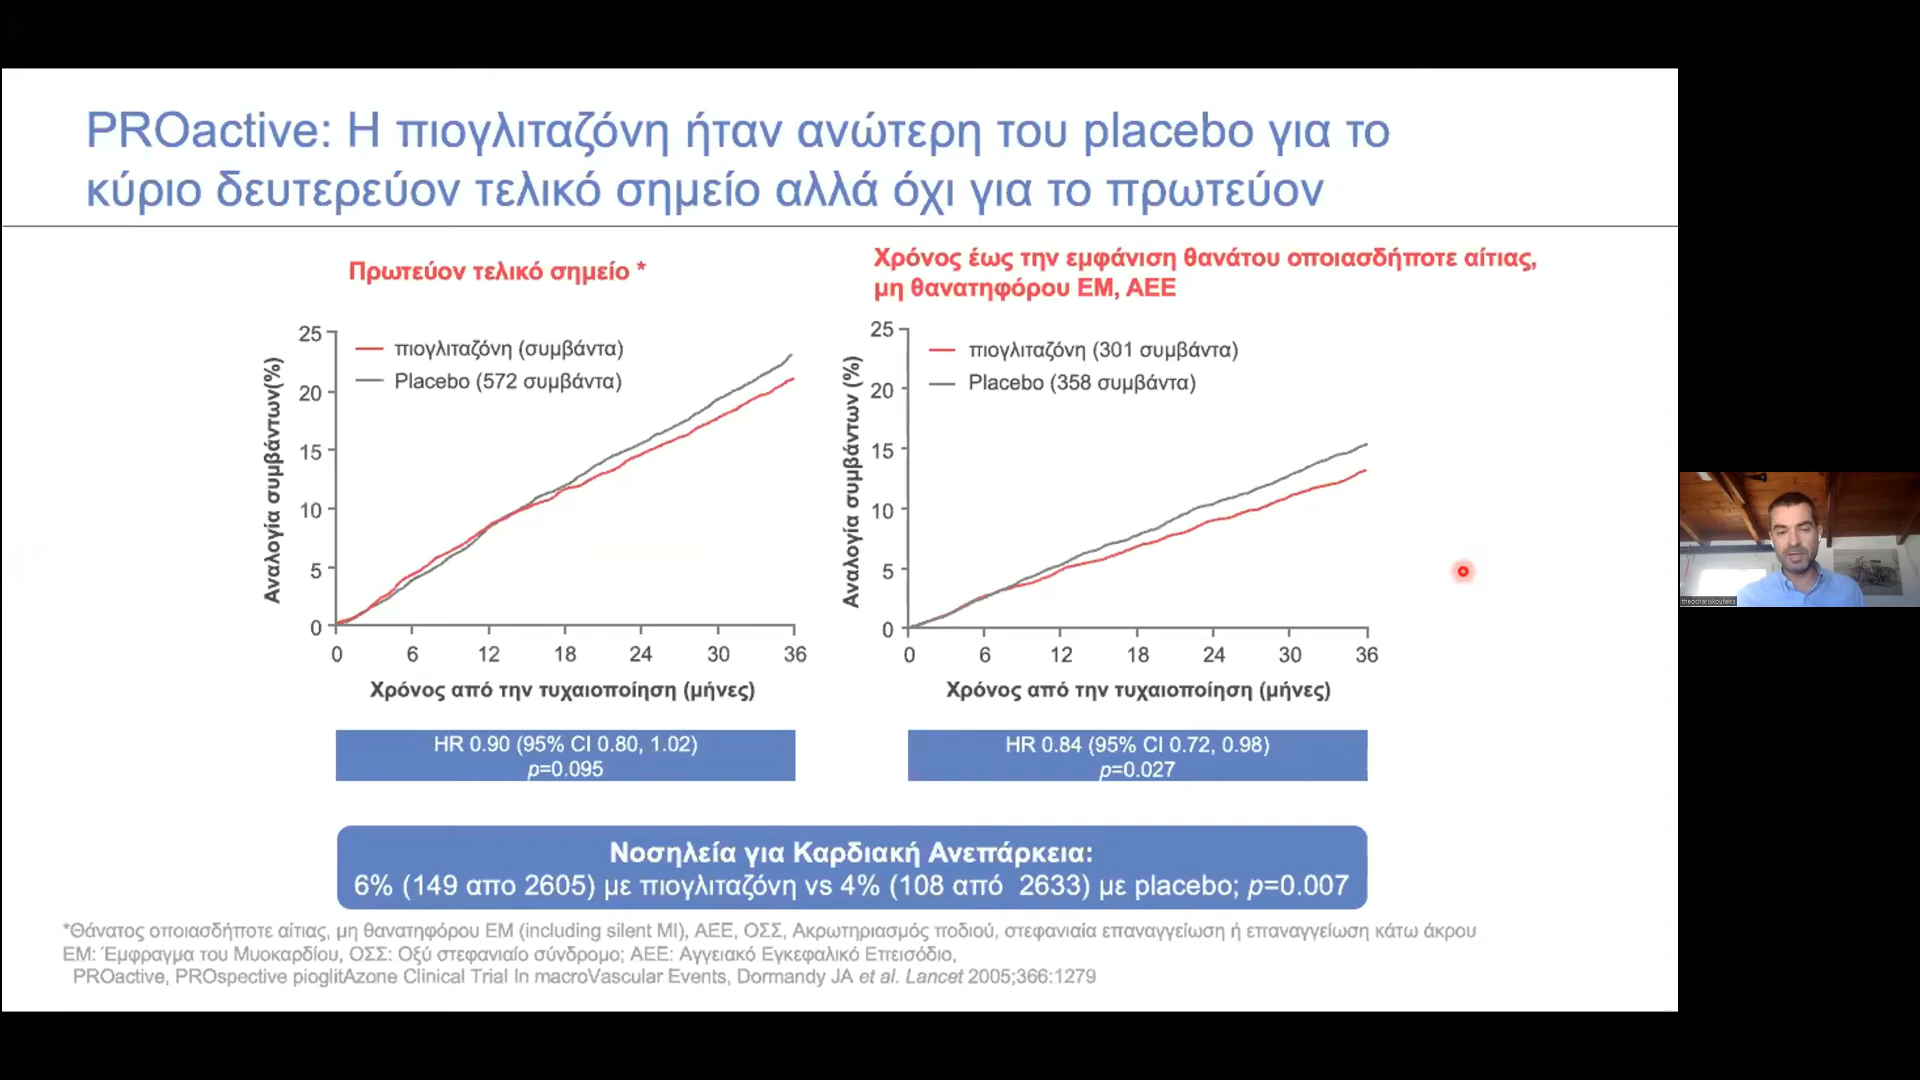 PROactive: Η πιογλιταζόνη ήταν ανώτερη του placebo για το
κύριο δευτερεύον τελικό σημείο αλλά όχι για το πρωτεύον
Πρωτεύον τελικό σημείο *
Αναλογία συμβάντων(%)
25
20
15
10
5
0
πιογλιταζόνη (συμβάντα)
Placebo (572 συμβάντα)
0 6 12 18 24 30 36
Χρόνος από την τυχαιοποίηση (μήνες)
HR 0.90 (95% CI 0.80, 1.02)
p=0.095
Χρόνος έως την εμφάνιση θανάτου οποιασδήποτε αίτιας,
μη θανατηφόρου ΕΜ, ΑΕΕ
Αναλογία συμβάντων (%)
25
20
15
10
5
0
πιογλιταζόνη (301 συμβάντα)
Placebo (358 συμβάντα)
0 6 12 18 24 30 36
Χρόνος από την τυχαιοποίηση (μήνες)
HR 0.84 (95% CI 0.72, 0.98)
p=0.027
Νοσηλεία για Καρδιακή Ανεπάρκεια:
6% (149 απο 2605) με πιογλιταζόνη vs 4% (108 από 2633) με placebo; p=0.007
*Θάνατος οποιασδήποτε αίτιας, μη θανατηφόρο ΕΜ (including silent MI), ΑΕΕ, ΟΣΣ, Ακρωτηριασμός ποδιού, στεφανιαία επαναγγείωση ή επαναγγείωση κάτω άκρου
ΕΜ: Έμφραγμα του Μυοκαρδίου, ΟΣΣ: Οξύ στεφανιαίο σύνδρομο; ΑΕΕ: Αγγειακό Εγκεφαλικό Επεισόδιο,
PROactive, PROspective pioglitAzone Clinical Trial In macroVascular Events, Dormandy JA et al. Lancet 2005;366:1279
theochariskoufakis